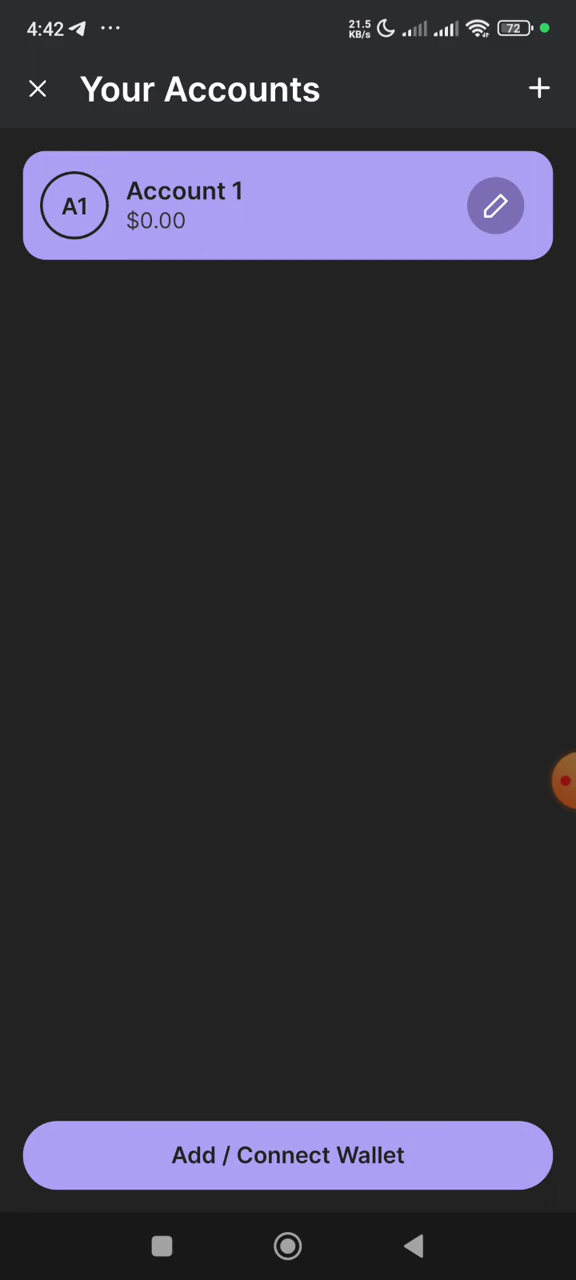 4:42
21.5
KB/s
72
Your Accounts
A1
Account 1
$0.00
Add / Connect Wallet